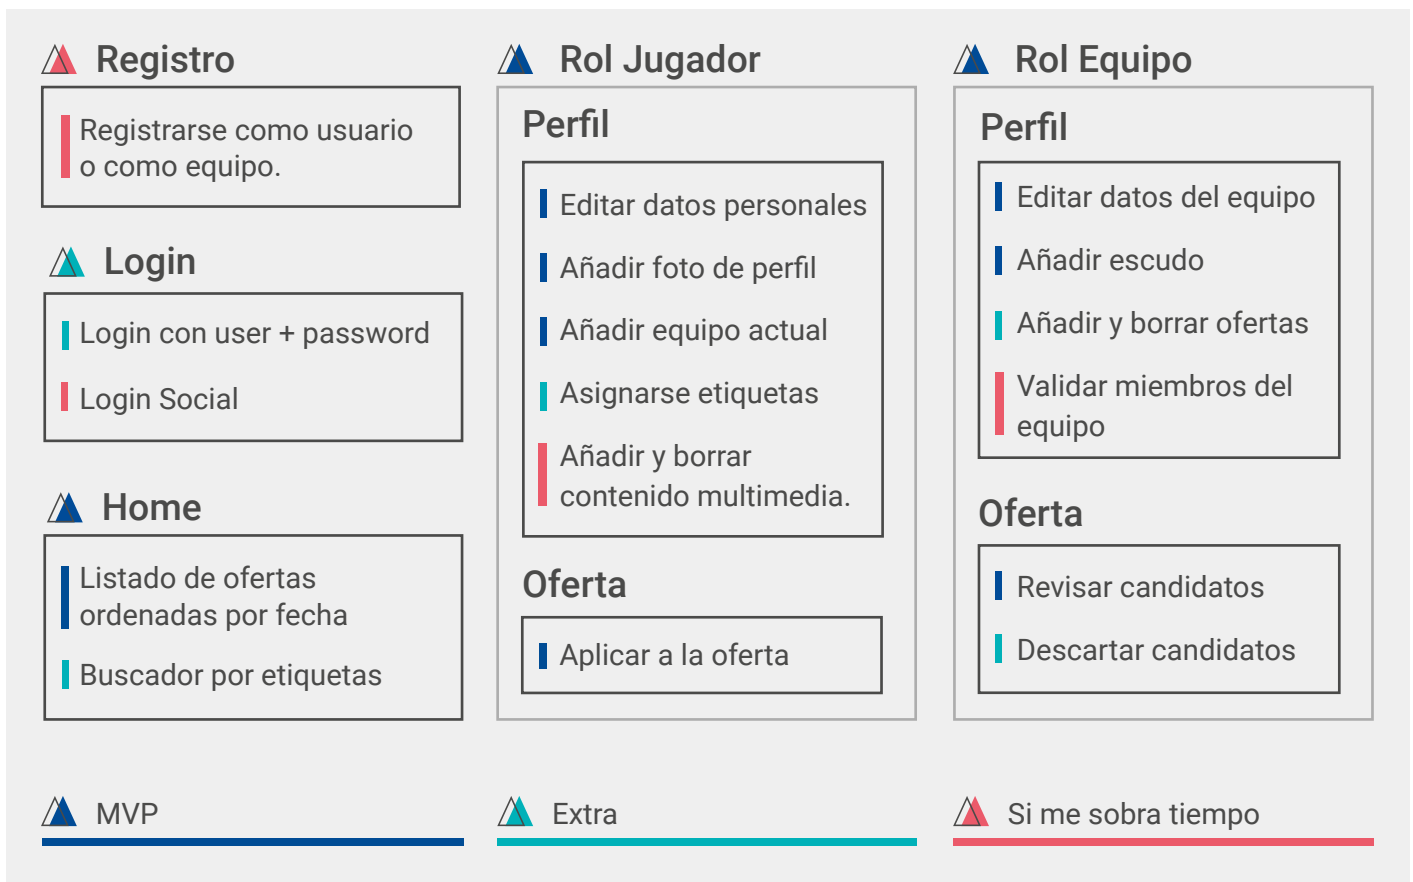 Registro
Registrarse como usuario
o como equipo.
Login
Login con user + password
Login Social
Home
Listado de ofertas
ordenadas por fecha
Buscador por etiquetas
Rol Jugador
Perfil
Editar datos personales
Añadir foto de perfil
Añadir equipo actual
Asignarse etiquetas
Añadir y borrar
contenido multimedia.
Oferta
Aplicar a la oferta
Rol Equipo
Perfil
Editar datos del equipo
Añadir escudo
Añadir y borrar ofertas
Validar miembros del
equipo
Oferta
Revisar candidatos
Descartar candidatos
MVP
Extra
Si me sobra tiempo